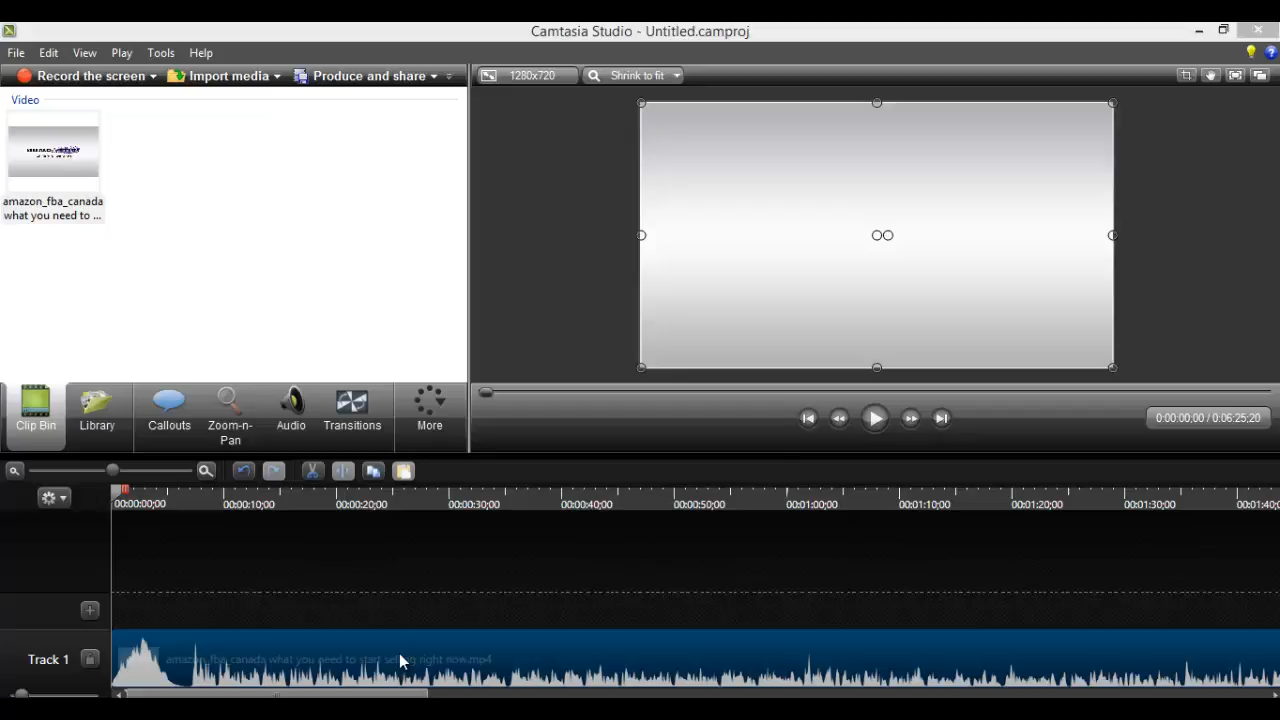 Camtasia Studio - Untitled.camproj
File Edit View Play Tools Help
Record the screen Import media Produce and share
1280x720 Shrink to fit
Video
amazon_fba_canada
what you need to ...
Clip Bin Library Callouts Zoom-n-Pan Audio Transitions More
0:00:00;00 / 0:06:25;20
00:00:00;00 00:00:10;00 00:00:20;00 00:00:30;00 00:00:40;00 00:00:50;00 00:01:00;00 00:01:10;00 00:01:20;00 00:01:30;00 00:01:40;
Track 1 amazon_fba_canada what you need to start selling right now.mp4